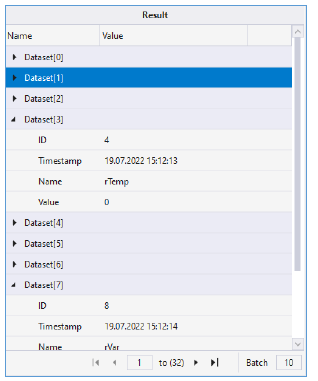 Result
Name Value
Dataset[0]
Dataset[1]
Dataset[2]
Dataset[3]
ID 4
Timestamp 19.07.2022 15:12:13
Name rTemp
Value 0
Dataset[4]
Dataset[5]
Dataset[6]
Dataset[7]
ID 8
Timestamp 19.07.2022 15:12:14
Name rVar
1 to (32) Batch 10